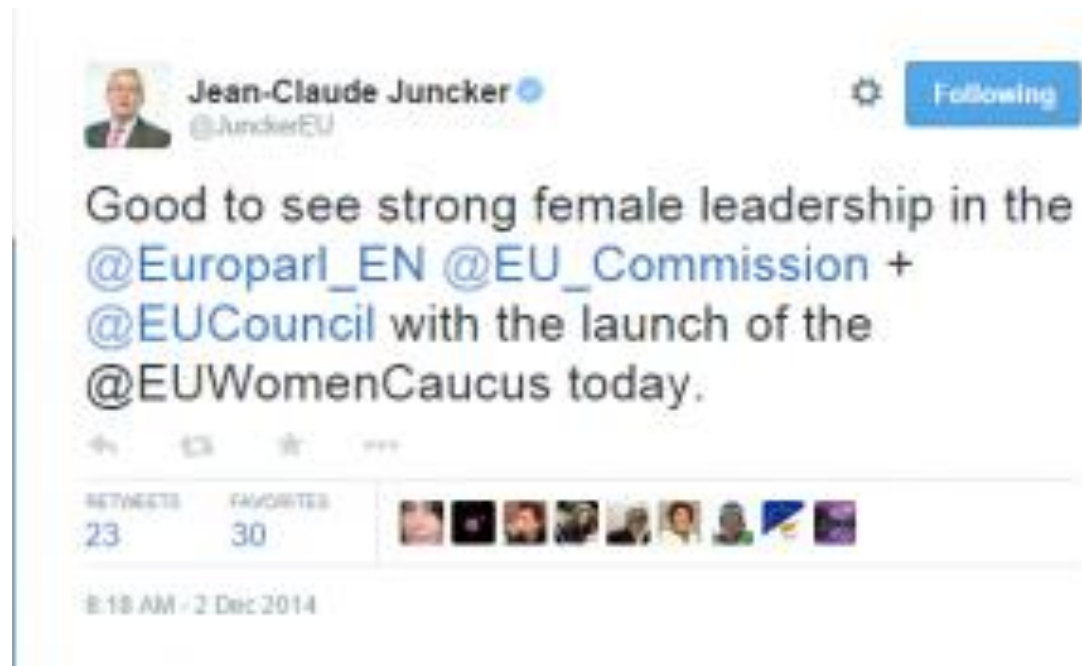 Jean-Claude Juncker
@JunckerEU
Following
Good to see strong female leadership in the
@Europarl_EN @EU_Commission +
@EUCouncil with the launch of the
@EUWomenCaucus today.
RETWEETS FAVORITES
23 30
8:18 AM - 2 Dec 2014